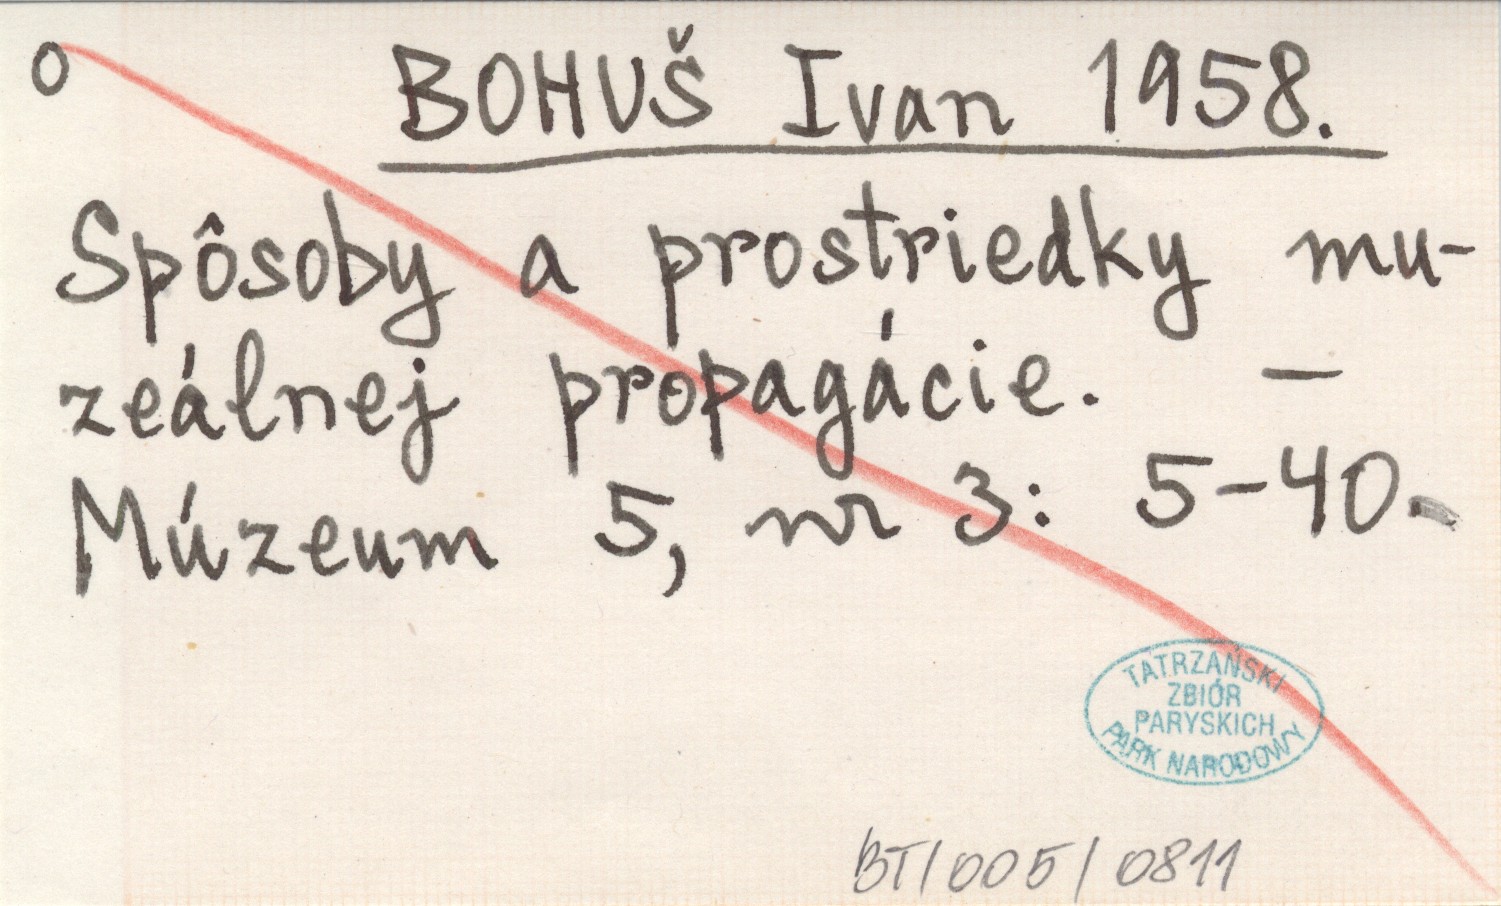 O
BOHUŠ Ivan 1958.
Spôsoby a prostriedky mu-
zeálnej propagácie. —
Múzeum 5, nr 3: 5-40.
TATRZAŃSKI
ZBIÓR
PARYSKICH
PARK NARODOWY
BT/005/0811